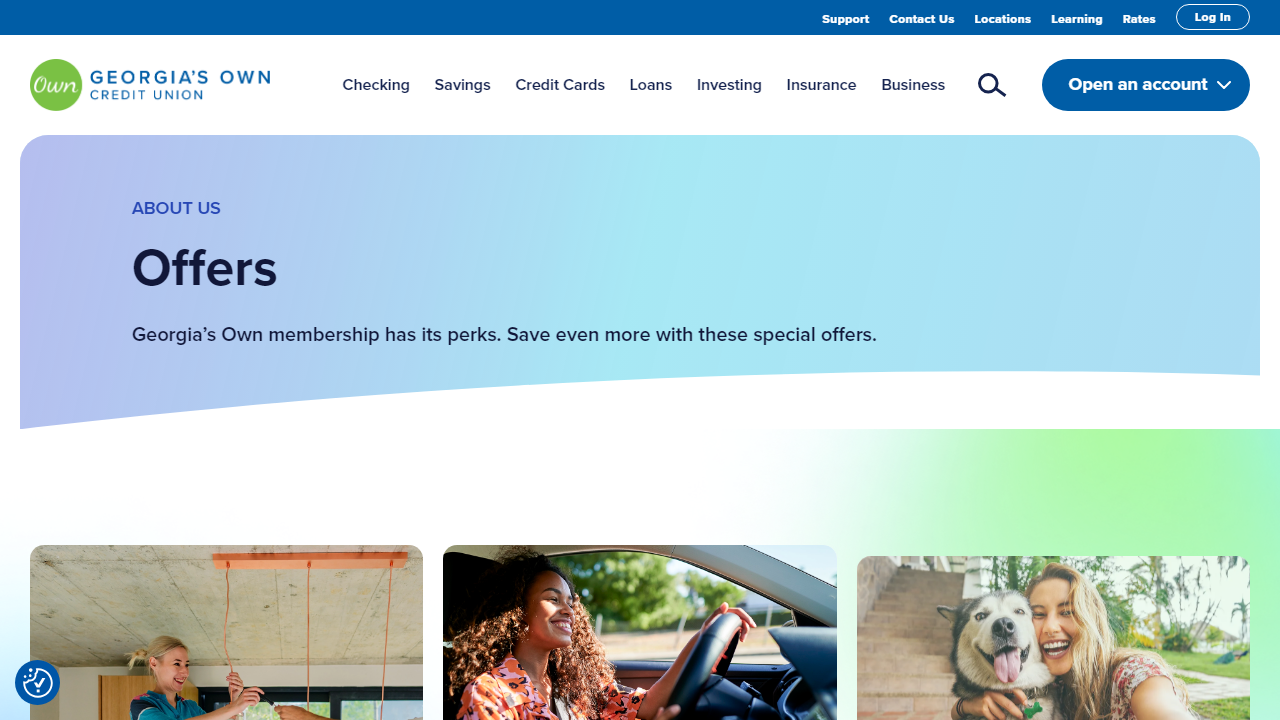 Support Contact Us Locations Learning Rates Log In
Own GEORGIA'S OWN
CREDIT UNION
Checking Savings Credit Cards Loans Investing Insurance Business Open an account
ABOUT US
Offers
Georgia’s Own membership has its perks. Save even more with these special offers.